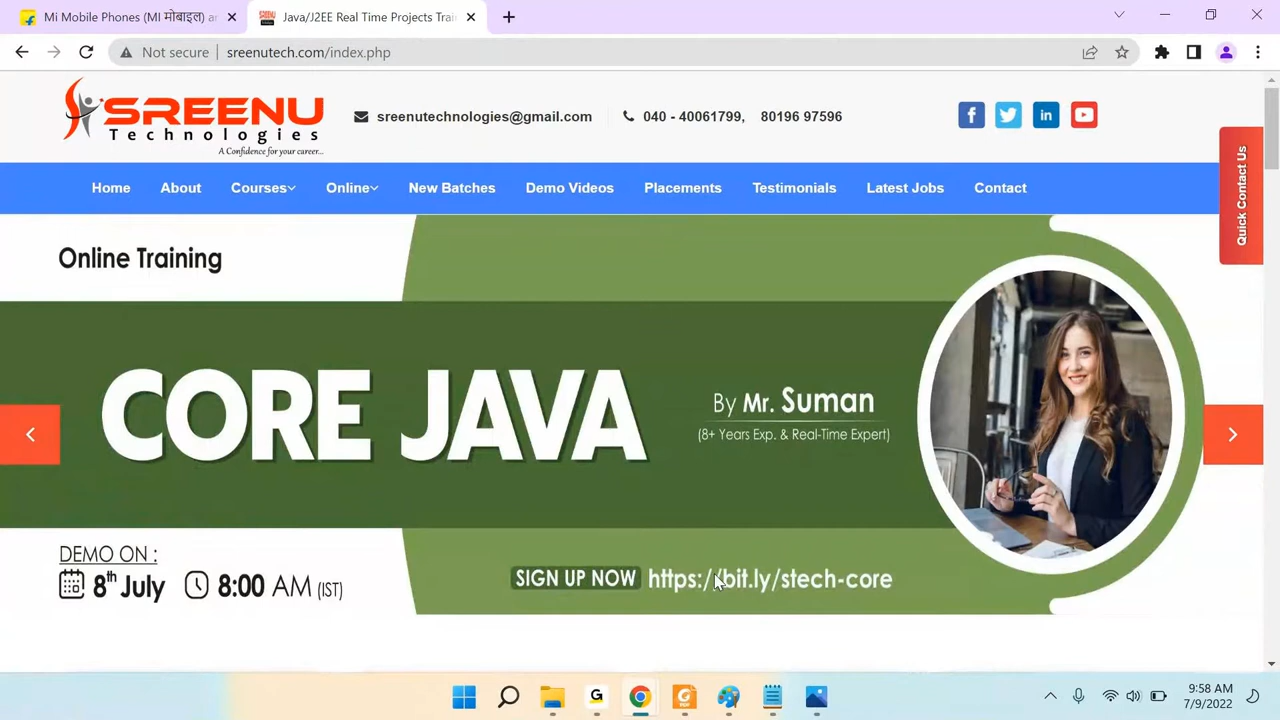 Mi Mobile Phones (MI मोबाइल) a
Java/J2EE Real Time Projects Trai
Not secure
sreenutech.com/index.php
SREENU
Technologies
A Confidence for your career...
sreenutechnologies@gmail.com
040 - 40061799, 80196 97596
Home About Courses Online New Batches Demo Videos Placements Testimonials Latest Jobs Contact
Quick Contact Us
Online Training
CORE JAVA
By Mr. Suman
(8+ Years Exp. & Real-Time Expert)
DEMO ON :
8th July 8:00 AM (IST)
SIGN UP NOW https://bit.ly/stech-core
9:58 AM
7/9/2022